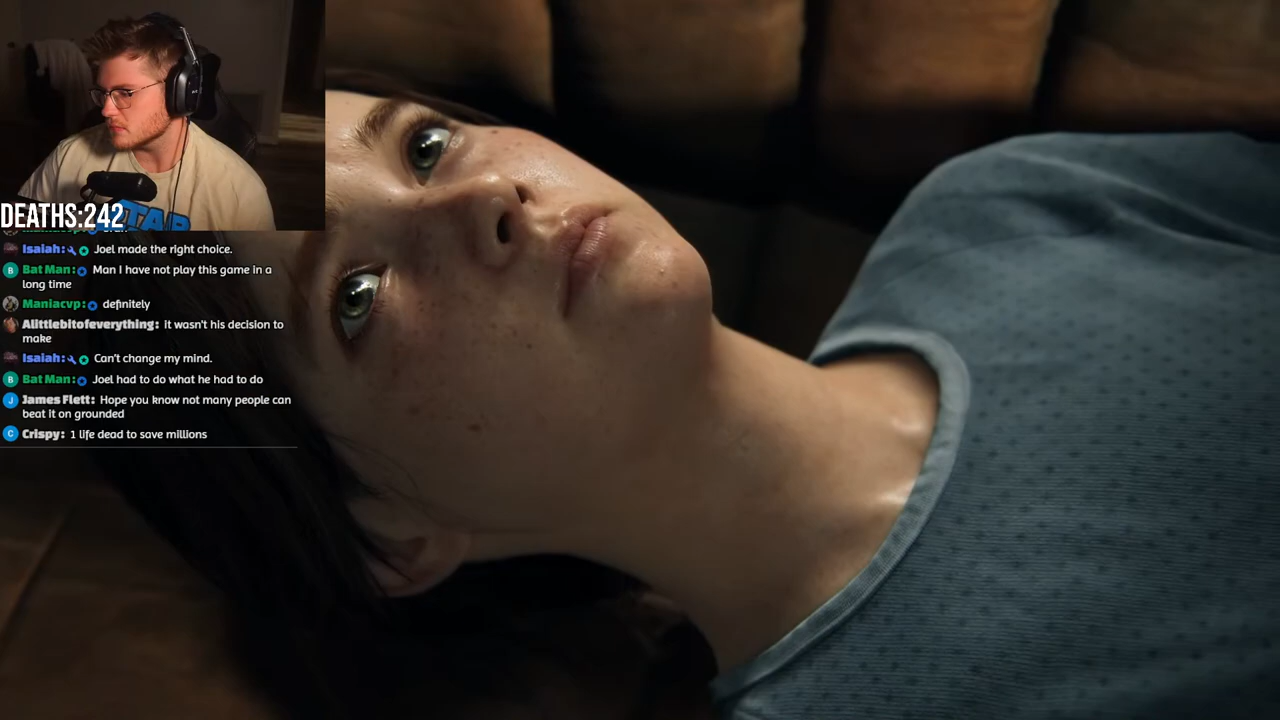 DEATHS:242
Isaiah: Joel made the right choice.
Bat Man: Man I have not play this game in a
long time
Maniacvp: definitely
Alittlebitofeverything: it wasn't his decision to
make
Isaiah: Can't change my mind.
Bat Man: Joel had to do what he had to do
James Flett: Hope you know not many people can
beat it on grounded
Crispy: 1 life dead to save millions